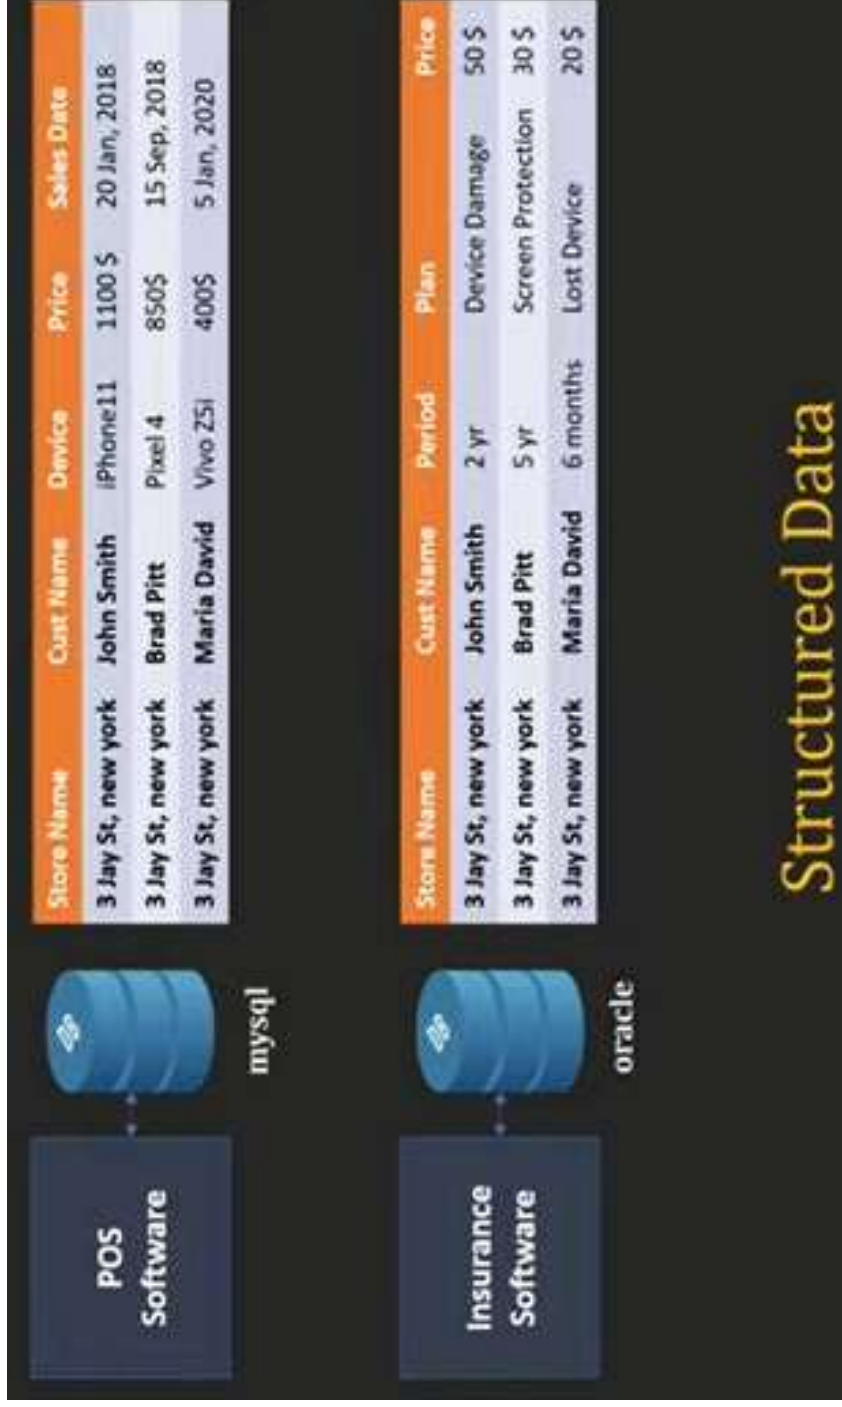 POS
Software
mysql
Store Name Cust Name Device Price Sales Date
3 Jay St, new york John Smith iPhone11 1100 $ 20 Jan, 2018
3 Jay St, new york Brad Pitt Pixel 4 850$ 15 Sep, 2018
3 Jay St, new york Maria David Vivo Z5i 400$ 5 Jan, 2020
Insurance
Software
oracle
Store Name Cust Name Period Plan Price
3 Jay St, new york John Smith 2 yr Device Damage 50 $
3 Jay St, new york Brad Pitt 5 yr Screen Protection 30 $
3 Jay St, new york Maria David 6 months Lost Device 20 $
Structured Data